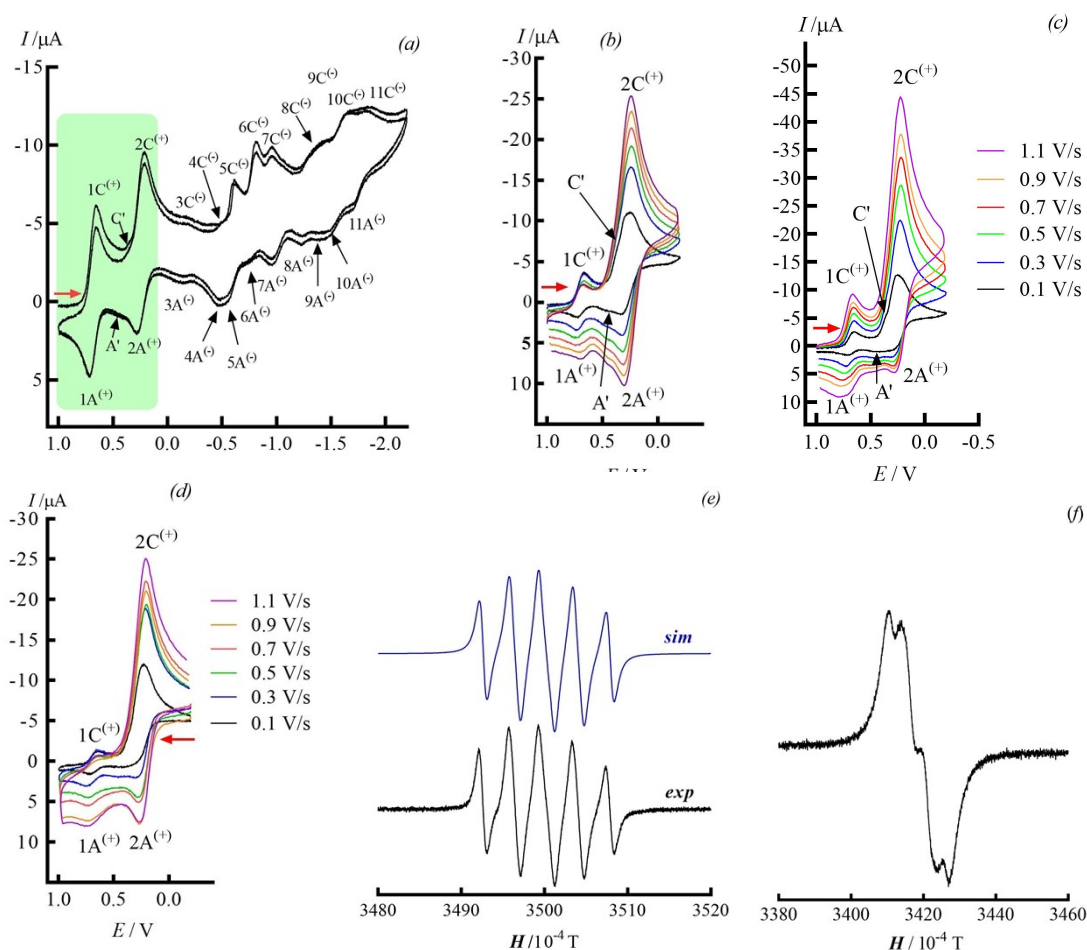 (a)
I /μA
-15
-10
-5
0
5
1C(+)
C'
2C(+)
3C(-)
4C(-)
5C(-)
6C(-)
7C(-)
8C(-)
9C(-)
10C(-)
11C(-)
1A(+)
A'
2A(+)
3A(-)
4A(-)
5A(-)
6A(-)
7A(-)
8A(-)
9A(-)
10A(-)
11A(-)
1.0 0.5 0.0 -0.5 -1.0 -1.5 -2.0
(b)
I /μA
-30
-25
-20
-15
-10
-5
0
5
10
2C(+)
C'
1C(+)
1A(+)
A'
2A(+)
1.0 0.5 0.0
(c)
I /μA
-50
-45
-40
-35
-30
-25
-20
-15
-10
-5
0
5
10
2C(+)
C'
1C(+)
1A(+)
A'
2A(+)
1.0 0.5 0.0 -0.5
E / V
1.1 V/s
0.9 V/s
0.7 V/s
0.5 V/s
0.3 V/s
0.1 V/s
(d)
I /μA
-30
-25
-20
-15
-10
-5
0
5
10
2C(+)
1C(+)
1A(+) 2A(+)
1.0 0.5 0.0
E / V
1.1 V/s
0.9 V/s
0.7 V/s
0.5 V/s
0.3 V/s
0.1 V/s
(e)
sim
exp
3480 3490 3500 3510 3520
H /10-4 T
(f)
3380 3400 3420 3440 3460
H /10-4 T